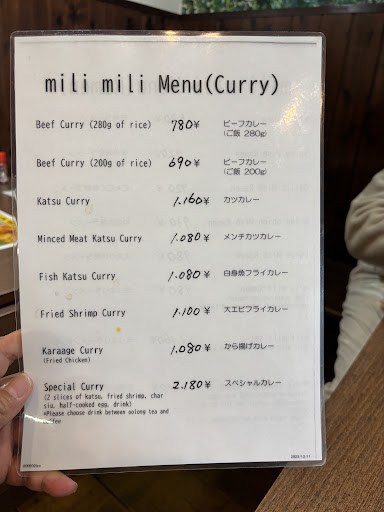 mili mili Menu(Curry)
Beef Curry (280g of rice) 780¥ ビーフカレー
(ご飯 280g)
Beef Curry (200g of rice) 690¥ ビーフカレー
(ご飯 200g)
Katsu Curry 1.160¥ カツカレー
Minced Meat Katsu Curry 1.080¥ メンチカツカレー
Fish Katsu Curry 1.080¥ 白身魚フライカレー
Fried Shrimp Curry 1.100¥ 大エビフライカレー
Karaage Curry 1.080¥ から揚げカレー
(Fried Chicken)
Special Curry 2.180¥ スペシャルカレー
(2 slices of katsu, fried shrimp, char
siu, half-cooked egg, drink)
*Please choose drink between oolong tea and
coffee